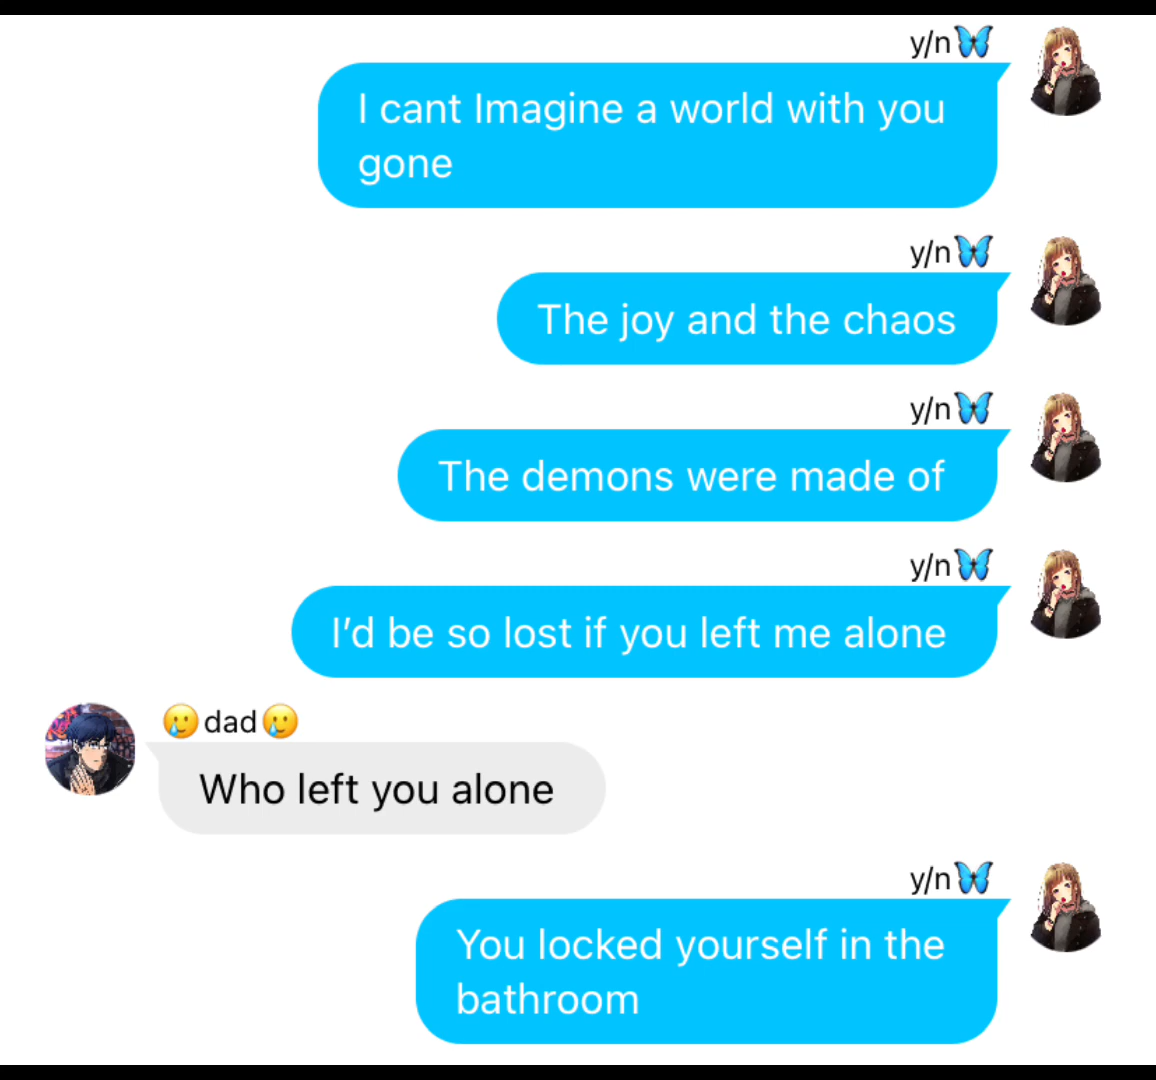 y/n🦋
I cant Imagine a world with you
gone
y/n🦋
The joy and the chaos
y/n🦋
The demons were made of
y/n🦋
I’d be so lost if you left me alone
🥲dad🥲
Who left you alone
y/n🦋
You locked yourself in the
bathroom